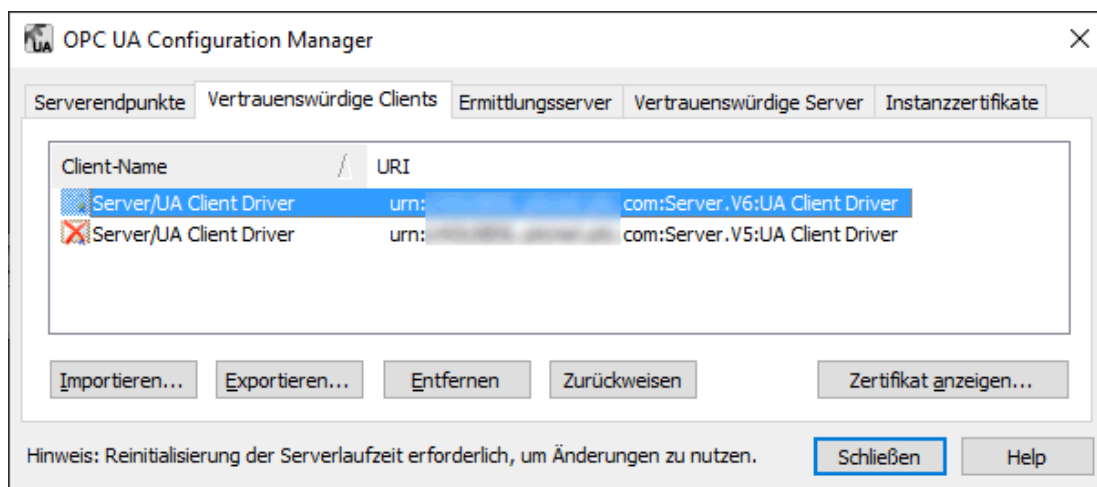 UA OPC UA Configuration Manager
Serverendpunkte Vertrauenswürdige Clients Ermittlungsserver Vertrauenswürdige Server Instanzzertifikate
Client-Name URI
Server/UA Client Driver urn: com:Server.V6:UA Client Driver
Server/UA Client Driver urn: com:Server.V5:UA Client Driver
Importieren... Exportieren... Entfernen Zurückweisen Zertifikat anzeigen...
Hinweis: Reinitialisierung der Serverlaufzeit erforderlich, um Änderungen zu nutzen. Schließen Help